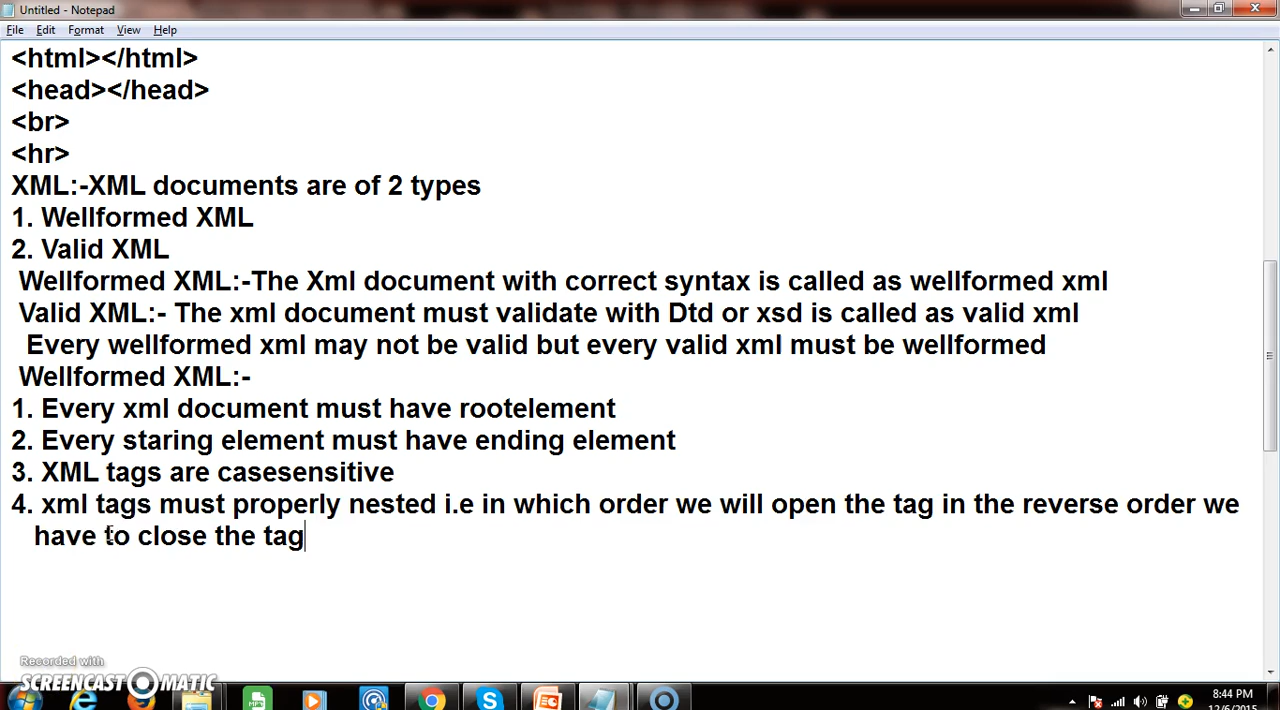 Untitled - Notepad
File Edit Format View Help
<html></html>
<head></head>
<br>
<hr>
XML:-XML documents are of 2 types
1. Wellformed XML
2. Valid XML
Wellformed XML:-The Xml document with correct syntax is called as wellformed xml
Valid XML:- The xml document must validate with Dtd or xsd is called as valid xml
Every wellformed xml may not be valid but every valid xml must be wellformed
Wellformed XML:-
1. Every xml document must have rootelement
2. Every staring element must have ending element
3. XML tags are casesensitive
4. xml tags must properly nested i.e in which order we will open the tag in the reverse order we
have to close the tag
Recorded with
SCREENCAST MATIC
8:44 PM
12/6/2015